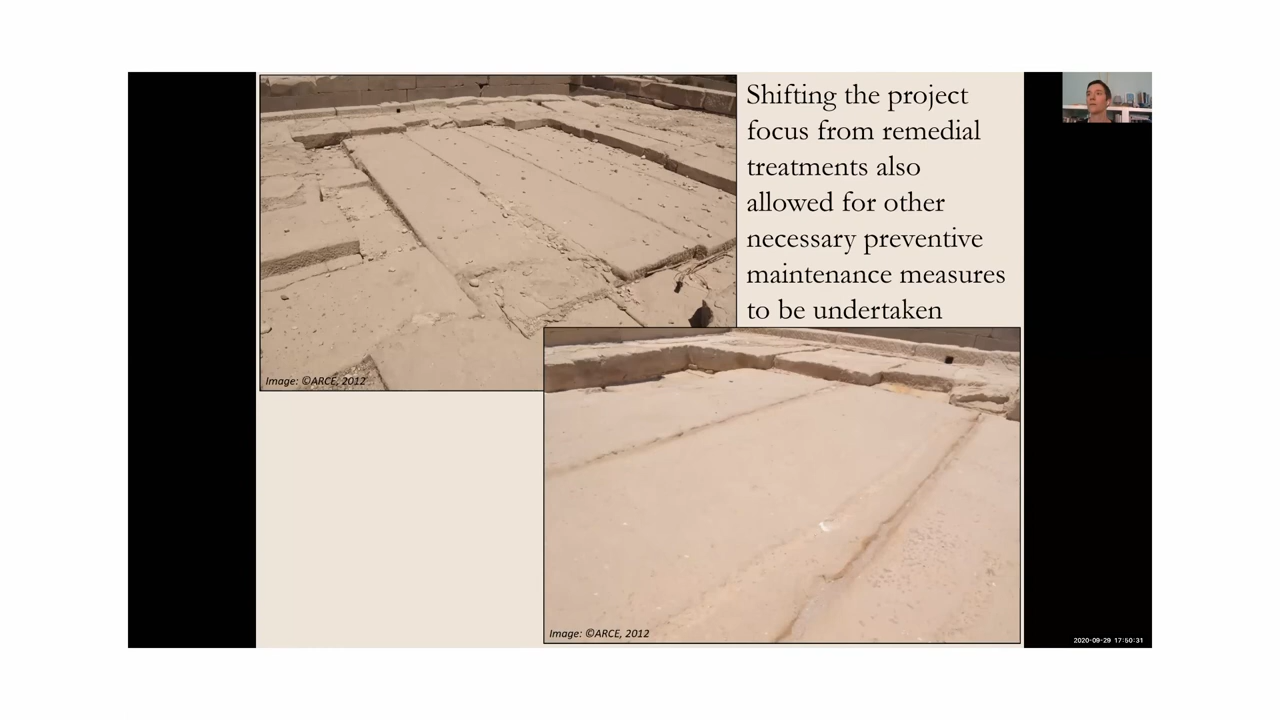 Shifting the project
focus from remedial
treatments also
allowed for other
necessary preventive
maintenance measures
to be undertaken
Image: ©ARCE, 2012
Image: ©ARCE, 2012
2020-09-29 17:50:31